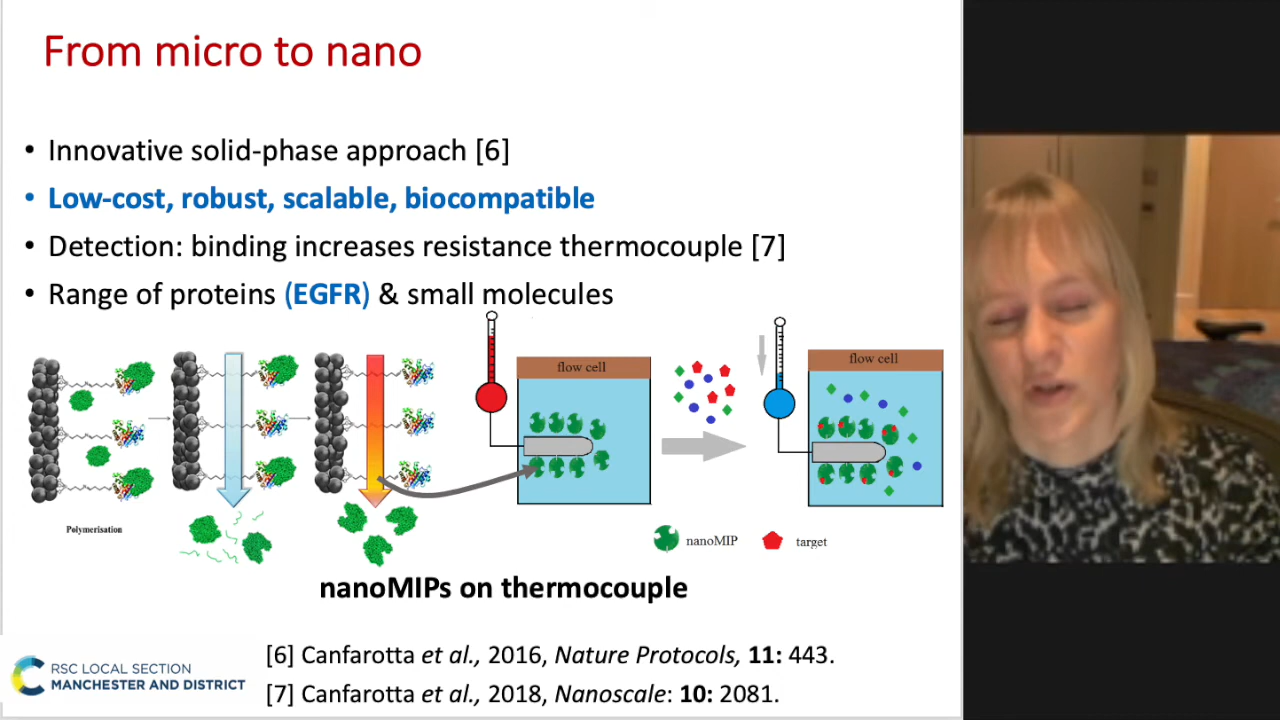 From micro to nano
• Innovative solid-phase approach [6]
• Low-cost, robust, scalable, biocompatible
• Detection: binding increases resistance thermocouple [7]
• Range of proteins (EGFR) & small molecules
flow cell
flow cell
Polymerisation
nanoMIP
target
nanoMIPs on thermocouple
[6] Canfarotta et al., 2016, Nature Protocols, 11: 443.
[7] Canfarotta et al., 2018, Nanoscale: 10: 2081.
RSC LOCAL SECTION
MANCHESTER AND DISTRICT